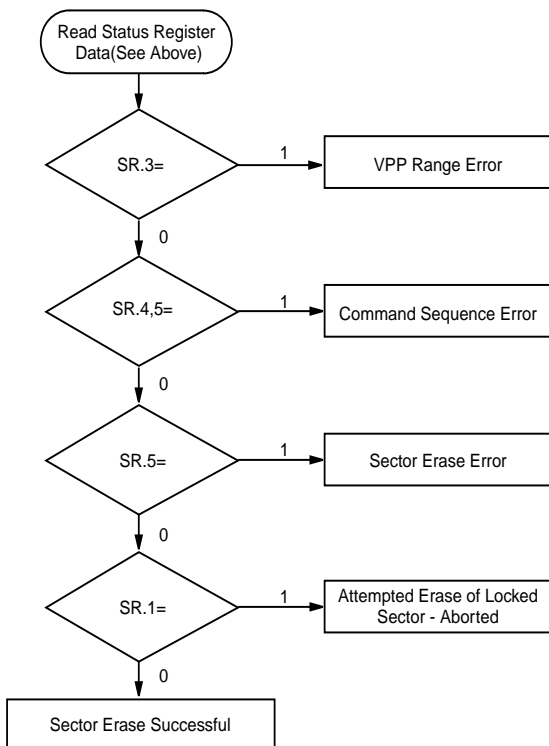 Read Status Register
Data(See Above)
SR.3=
1
VPP Range Error
0
SR.4,5=
1
Command Sequence Error
0
SR.5=
1
Sector Erase Error
0
SR.1=
1
Attempted Erase of Locked
Sector - Aborted
0
Sector Erase Successful